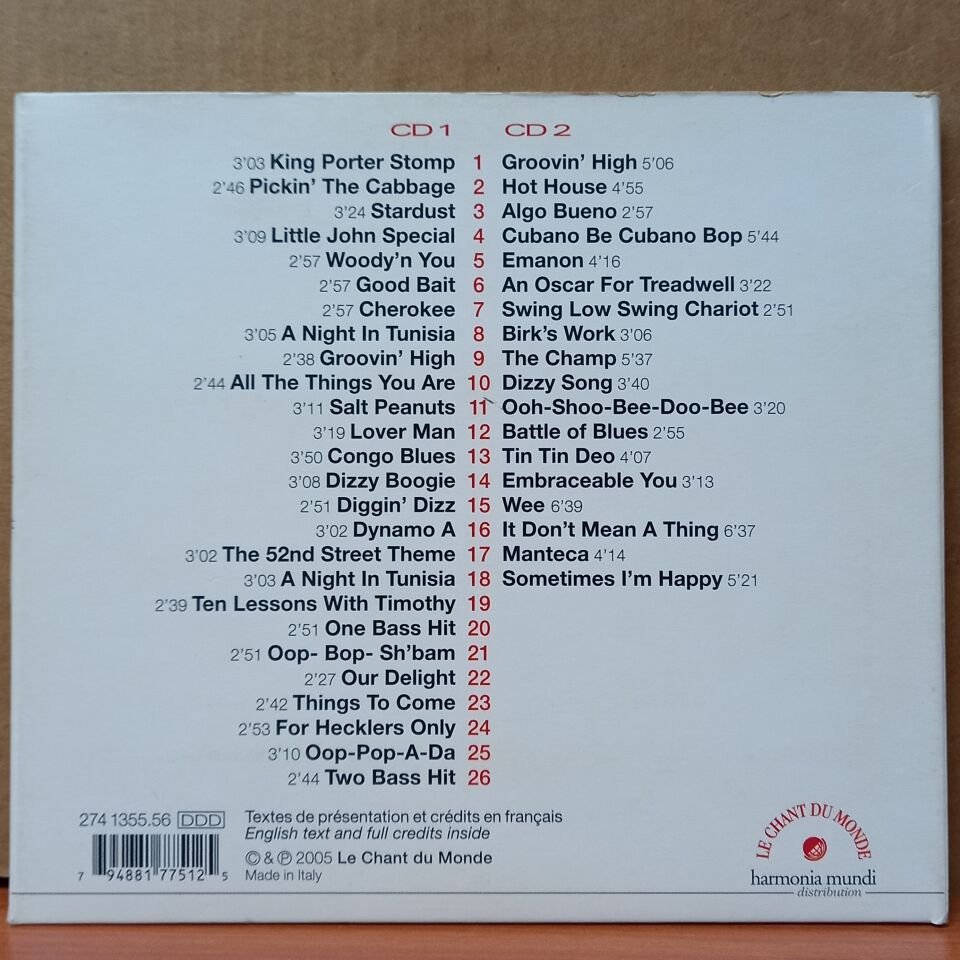 CD 1 CD 2
3'03 King Porter Stomp 1 Groovin' High 5'06
2'46 Pickin' The Cabbage 2 Hot House 4'55
3'24 Stardust 3 Algo Bueno 2'57
3'09 Little John Special 4 Cubano Be Cubano Bop 5'44
2'57 Woody'n You 5 Emanon 4'16
2'57 Good Bait 6 An Oscar For Treadwell 3'22
2'57 Cherokee 7 Swing Low Swing Chariot 2'51
3'05 A Night In Tunisia 8 Birk's Work 3'06
2'38 Groovin' High 9 The Champ 5'37
2'44 All The Things You Are 10 Dizzy Song 3'40
3'11 Salt Peanuts 11 Ooh-Shoo-Bee-Doo-Bee 3'20
3'19 Lover Man 12 Battle of Blues 2'55
3'50 Congo Blues 13 Tin Tin Deo 4'07
3'08 Dizzy Boogie 14 Embraceable You 3'13
2'51 Diggin' Dizz 15 Wee 6'39
3'02 Dynamo A 16 It Don't Mean A Thing 6'37
3'02 The 52nd Street Theme 17 Manteca 4'14
3'03 A Night In Tunisia 18 Sometimes I'm Happy 5'21
2'39 Ten Lessons With Timothy 19
2'51 One Bass Hit 20
2'51 Oop- Bop- Sh'bam 21
2'27 Our Delight 22
2'42 Things To Come 23
2'53 For Hecklers Only 24
3'10 Oop-Pop-A-Da 25
2'44 Two Bass Hit 26
274 1355.56 DDD
7 94881 77512 5
Textes de présentation et crédits en français
English text and full credits inside
© & ℗ 2005 Le Chant du Monde
Made in Italy
LE CHANT DU MONDE
harmonia mundi
distribution